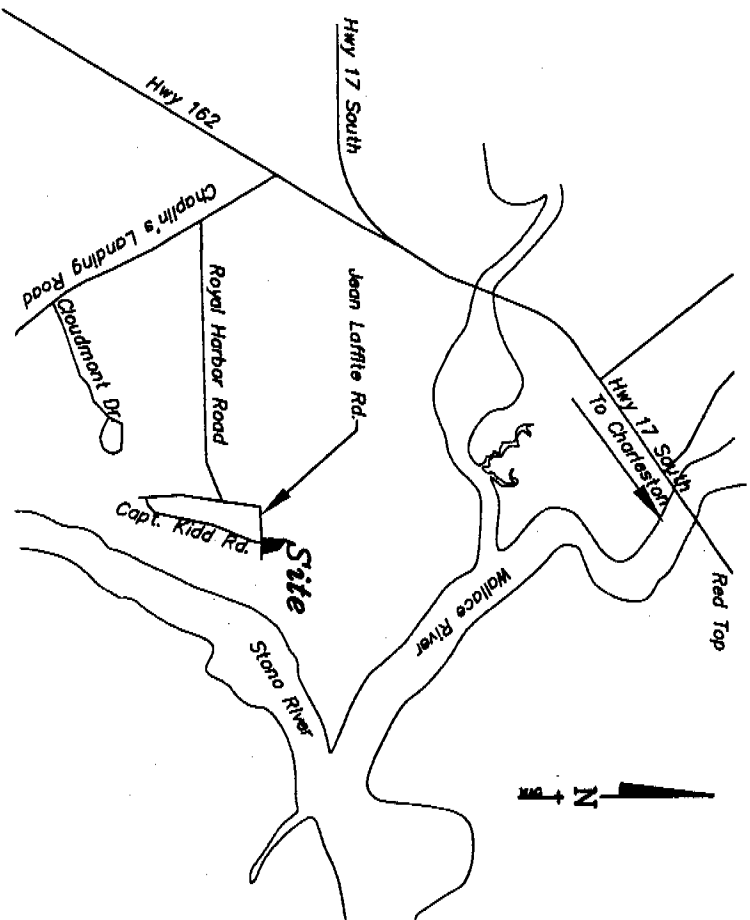 Hwy 162
Hwy 17 South
Chaplin's Landing Road
Royal Harbor Road
Jean Laffite Rd.
Cloudmont Dr.
Capt. Kidd Rd.
Site
Hwy 17 South
To Charleston
Red Top
Wallace River
Stono River
N